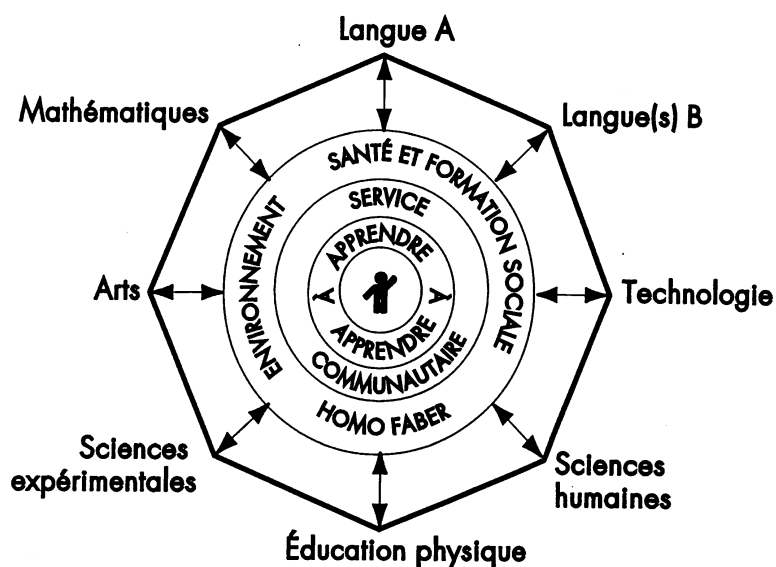 Langue A
Mathématiques
Langue(s) B
SANTÉ ET FORMATION SOCIALE
SERVICE
ENVIRONNEMENT
APPRENDRE
À
À
APPRENDRE
COMMUNAUTAIRE
HOMO FABER
Arts
Technologie
Sciences
expérimentales
Sciences
humaines
Éducation physique